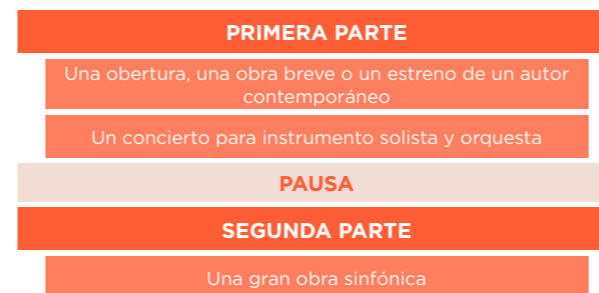 PRIMERA PARTE
Una obertura, una obra breve o un estreno de un autor
contemporáneo
Un concierto para instrumento solista y orquesta
PAUSA
SEGUNDA PARTE
Una gran obra sinfónica